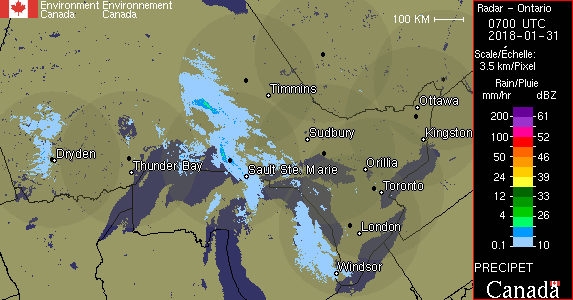 Environment Environnement
Canada Canada
100 KM
Timmins
Ottawa
Sudbury
Kingston
Dryden
Thunder Bay
Sault Ste. Marie
Orillia
Toronto
London
Windsor
Radar - Ontario
0700 UTC
2018-01-31
Scale/Échelle:
3.5 km/Pixel
Rain/Pluie
mm/hr dBZ
200 61
100 52
50 46
24 39
12 33
4 26
0.1 10
PRECIPET
Canada